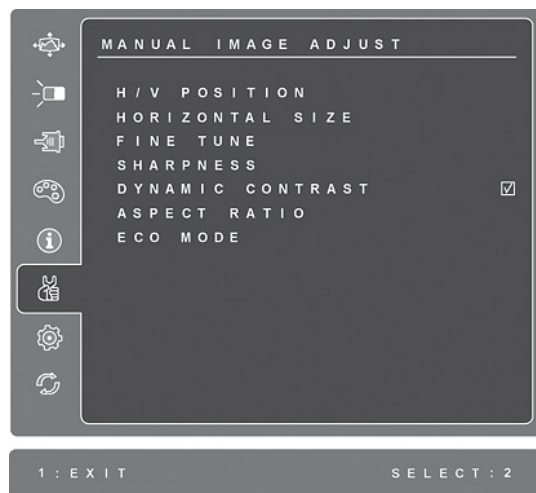 MANUAL IMAGE ADJUST
H/V POSITION
HORIZONTAL SIZE
FINE TUNE
SHARPNESS
DYNAMIC CONTRAST
ASPECT RATIO
ECO MODE
1:EXIT SELECT:2